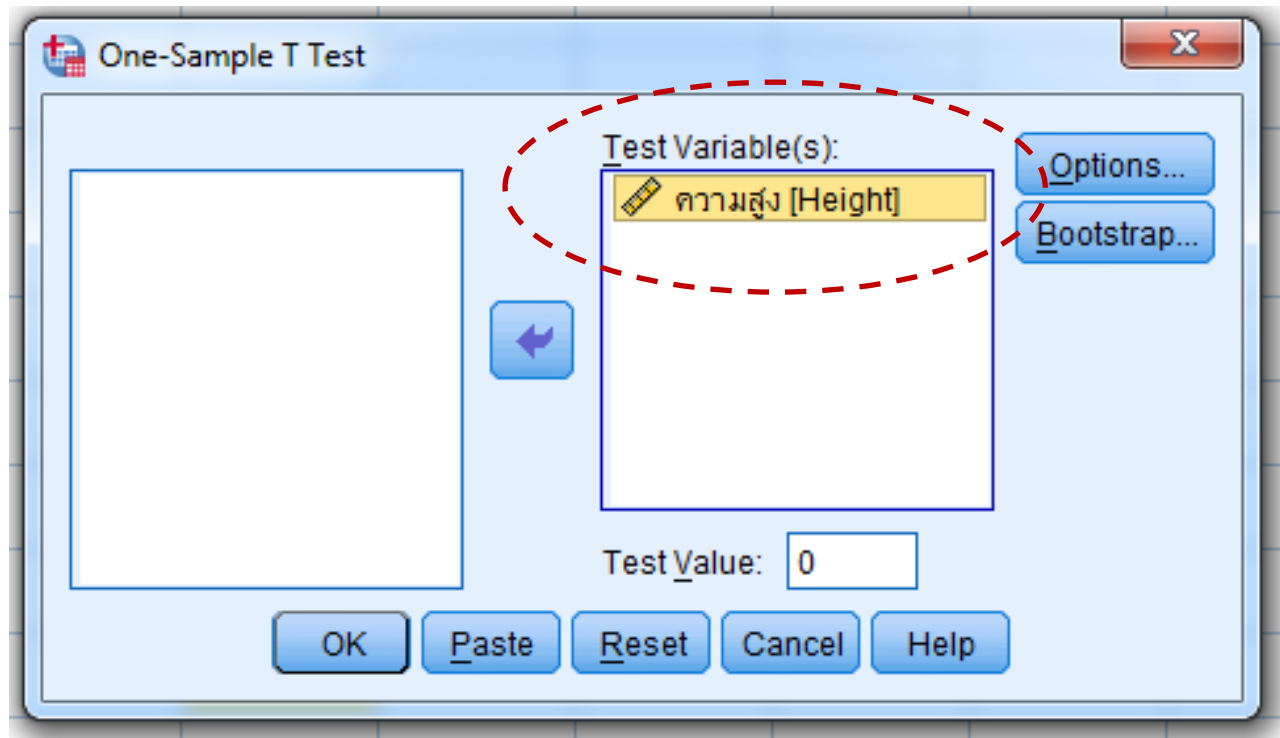 One-Sample T Test
Test Variable(s):
ความสูง [Height]
Options...
Bootstrap...
Test Value: 0
OK Paste Reset Cancel Help